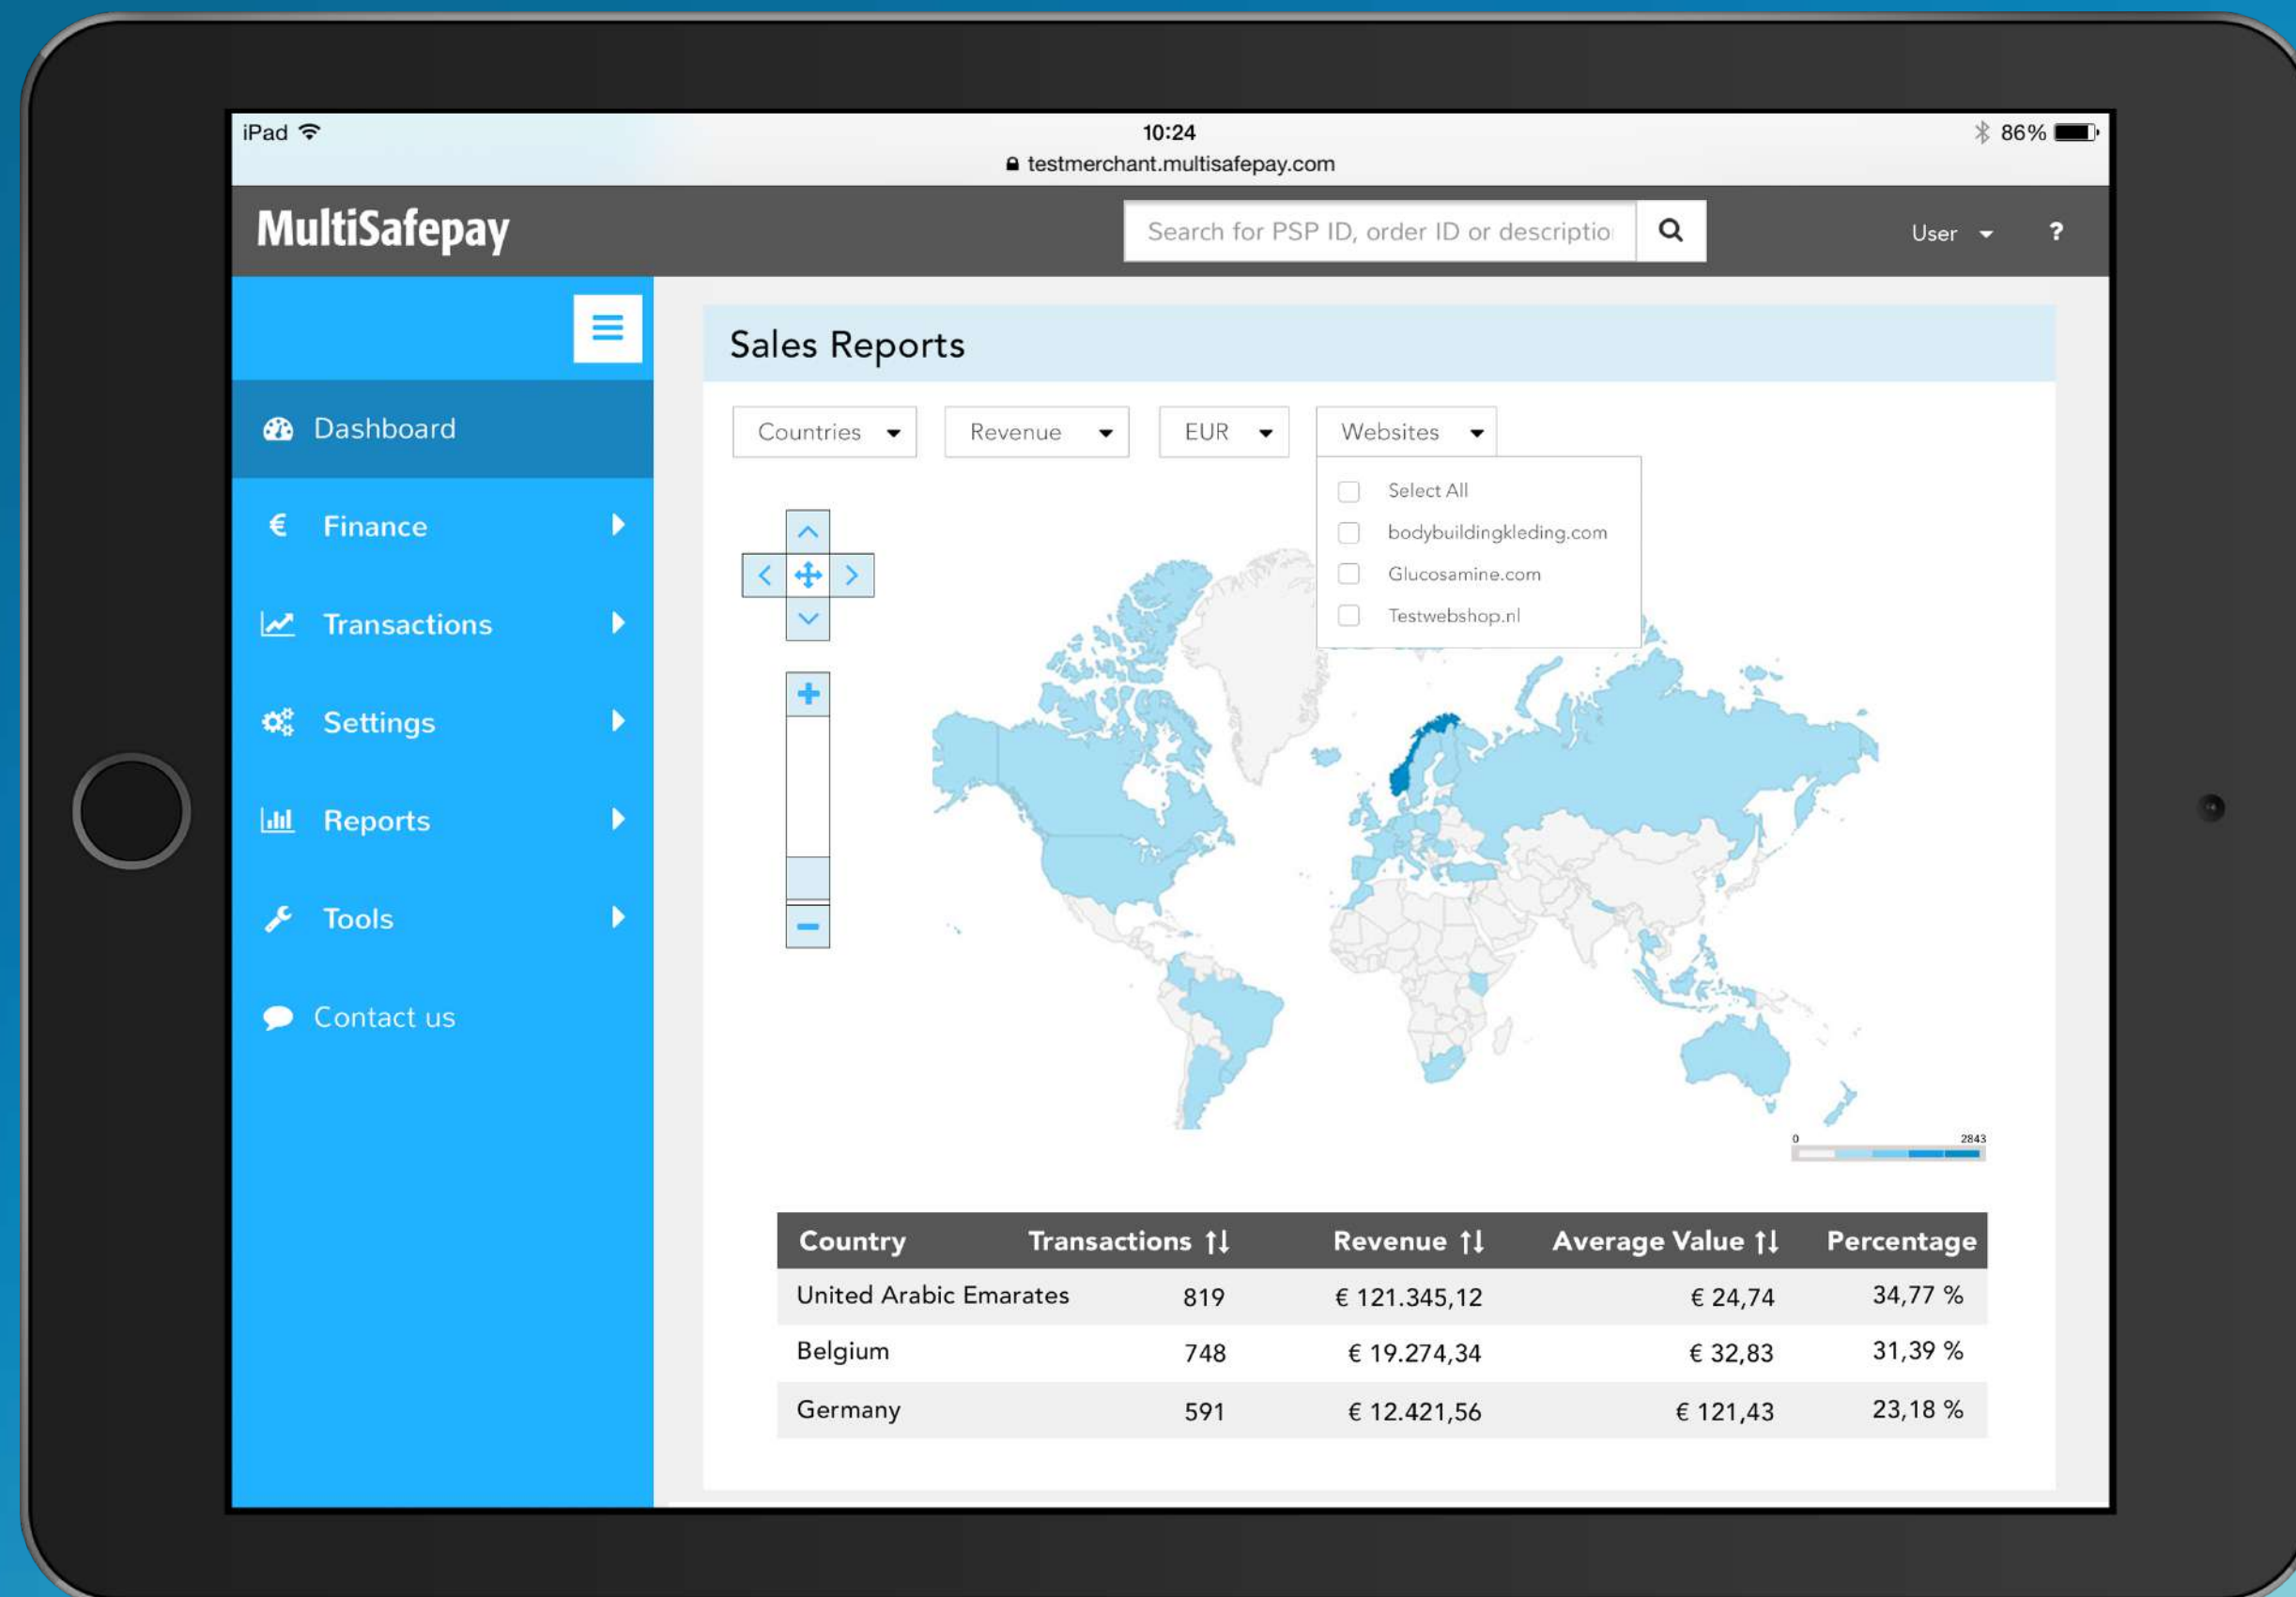 iPad 10:24 86%
testmerchant.multisafepay.com
MultiSafepay
Search for PSP ID, order ID or descriptio
User ?
Dashboard
€ Finance
Transactions
Settings
Reports
Tools
Contact us
Sales Reports
Countries Revenue EUR Websites
Select All
bodybuildingkleding.com
Glucosamine.com
Testwebshop.nl
0 2843
Country Transactions ↑↓ Revenue ↑↓ Average Value ↑↓ Percentage
United Arabic Emarates 819 € 121.345,12 € 24,74 34,77 %
Belgium 748 € 19.274,34 € 32,83 31,39 %
Germany 591 € 12.421,56 € 121,43 23,18 %